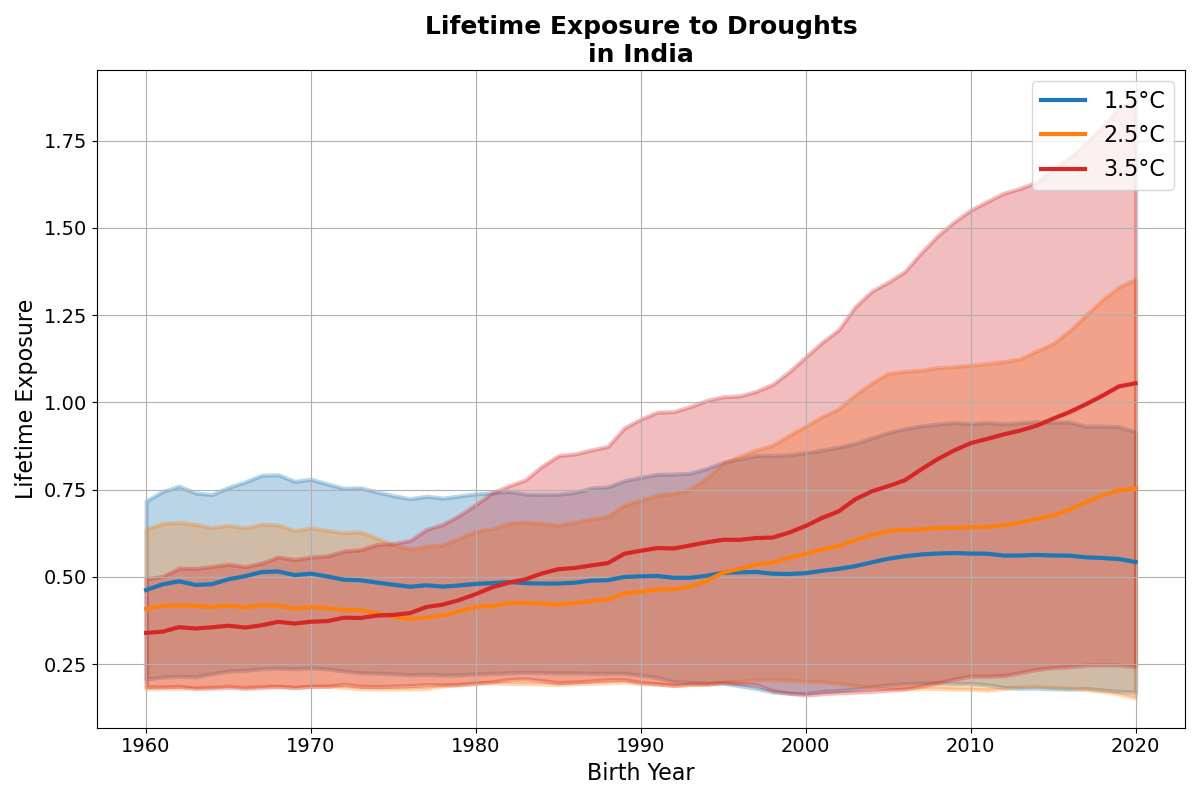 Lifetime Exposure to Droughts
in India
1.5°C
2.5°C
3.5°C
Lifetime Exposure
1.75
1.50
1.25
1.00
0.75
0.50
0.25
1960
1970
1980
1990
2000
2010
2020
Birth Year